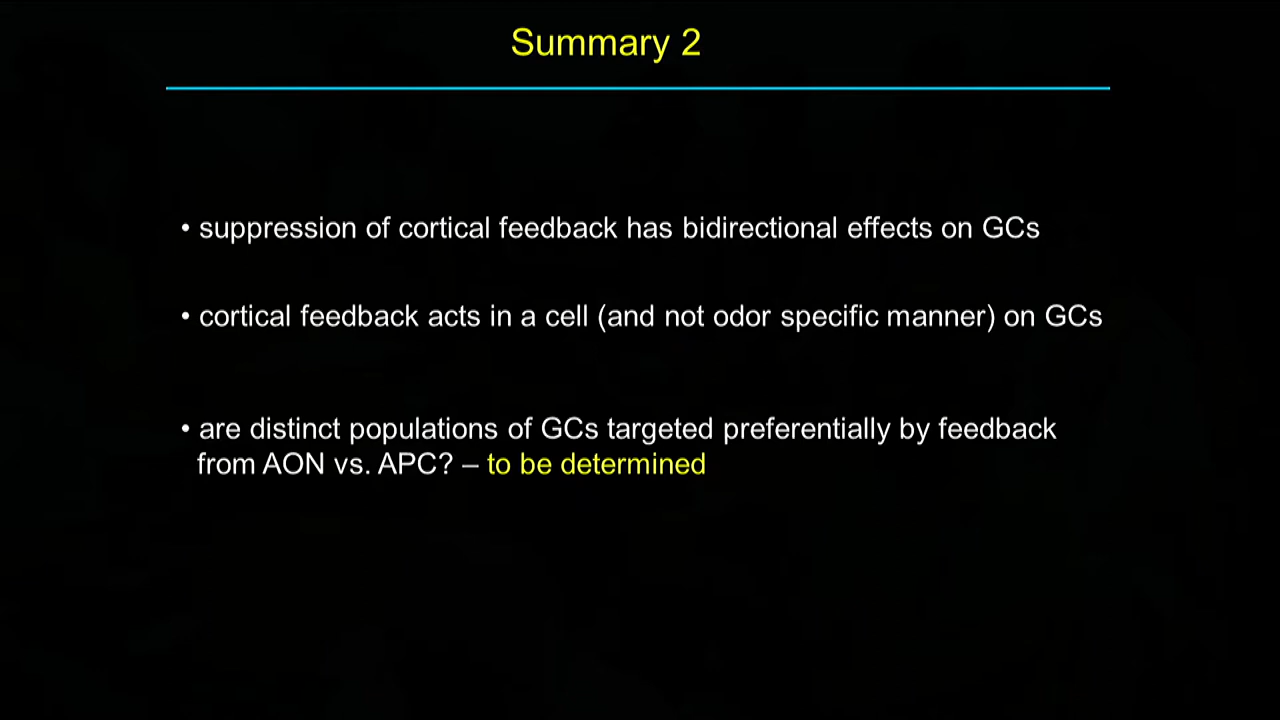 Summary 2
• suppression of cortical feedback has bidirectional effects on GCs
• cortical feedback acts in a cell (and not odor specific manner) on GCs
• are distinct populations of GCs targeted preferentially by feedback
from AON vs. APC? – to be determined